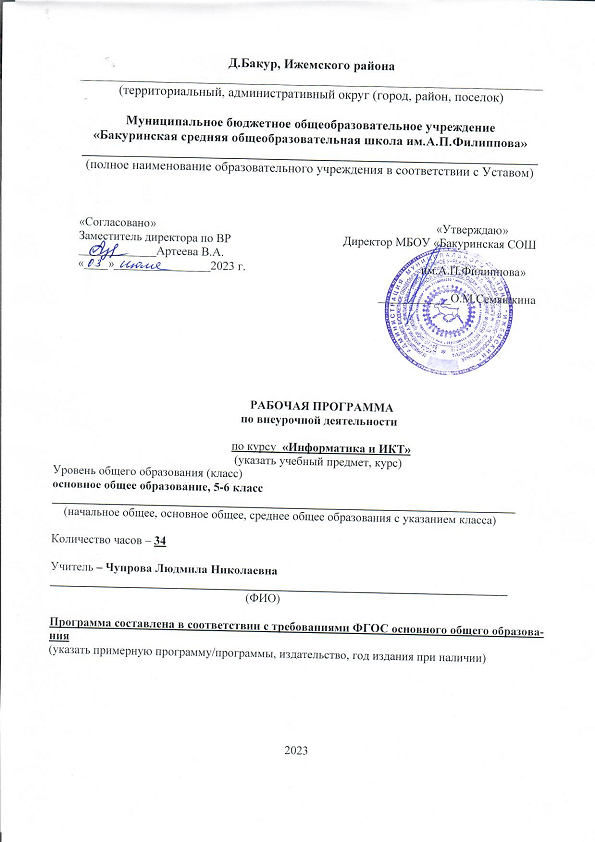 Д.Бакур, Ижемского района
(территориальный, административный округ (город, район, поселок)
Муниципальное бюджетное общеобразовательное учреждение
«Бакуринская средняя общеобразовательная школа им.А.П.Филиппова»
(полное наименование образовательного учреждения в соответствии с Уставом)
«Согласовано»
Заместитель директора по ВР
Артеева В.А.
« 03 » июля 2023 г.
«Утверждаю»
Директор МБОУ «Бакуринская СОШ
им.А.П.Филиппова»
О.М.Семяшкина
РАБОЧАЯ ПРОГРАММА
по внеурочной деятельности
по курсу «Информатика и ИКТ»
(указать учебный предмет, курс)
Уровень общего образования (класс)
основное общее образование, 5-6 класс
(начальное общее, основное общее, среднее общее образования с указанием класса)
Количество часов – 34
Учитель – Чупрова Людмила Николаевна
(ФИО)
Программа составлена в соответствии с требованиями ФГОС основного общего образова-
ния
(указать примерную программу/программы, издательство, год издания при наличии)
2023